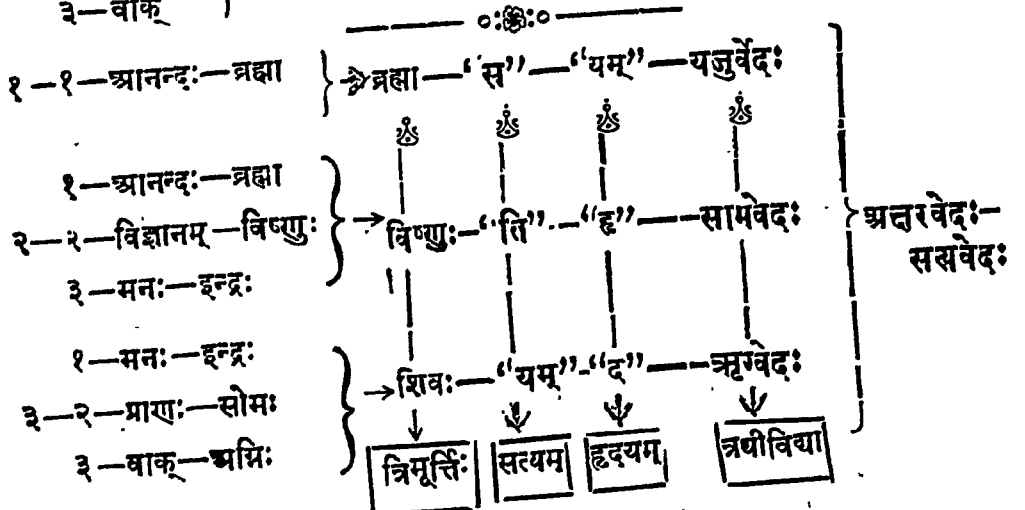 ३—वाक्
१—१—आनन्दः—ब्रह्मा ब्रह्मा—“स”—“यम्”—यजुर्वेदः
१—आनन्दः—ब्रह्मा
२—२—विज्ञानम्—विष्णुः विष्णुः—“ति”—“हृ”—सामवेदः अक्षरवेदः–
सत्यवेदः
३—मनः—इन्द्रः
१—मनः—इन्द्रः
शिवः—“यम्”–“द”—ऋग्वेदः
३—२—प्राणः—सोमः
३—वाक्—अग्निः त्रिमूर्त्तिः सत्यम् हृदयम् त्रयीविद्या